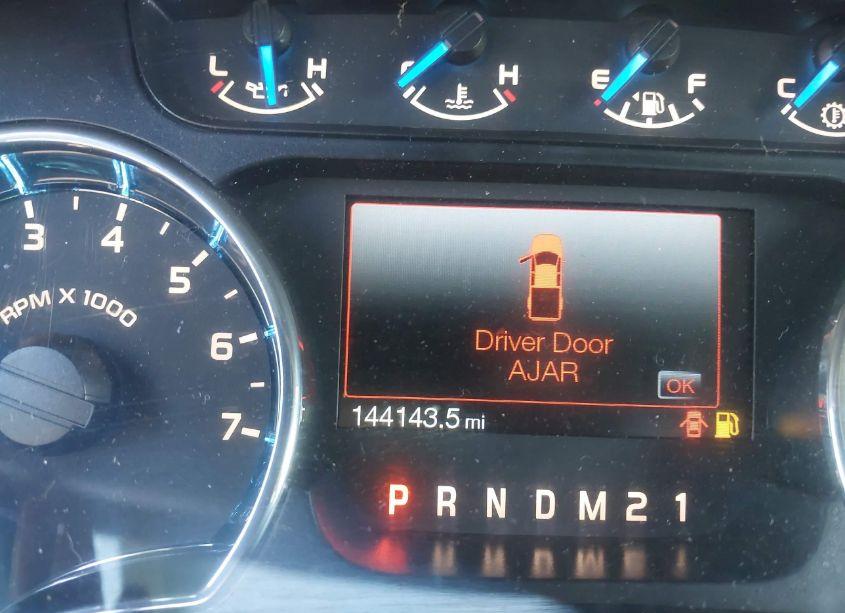 L H
C H
E F
C
3 4 5 6 7
RPM X 1000
Driver Door
AJAR
OK
144143.5 mi
P R N D M 2 1